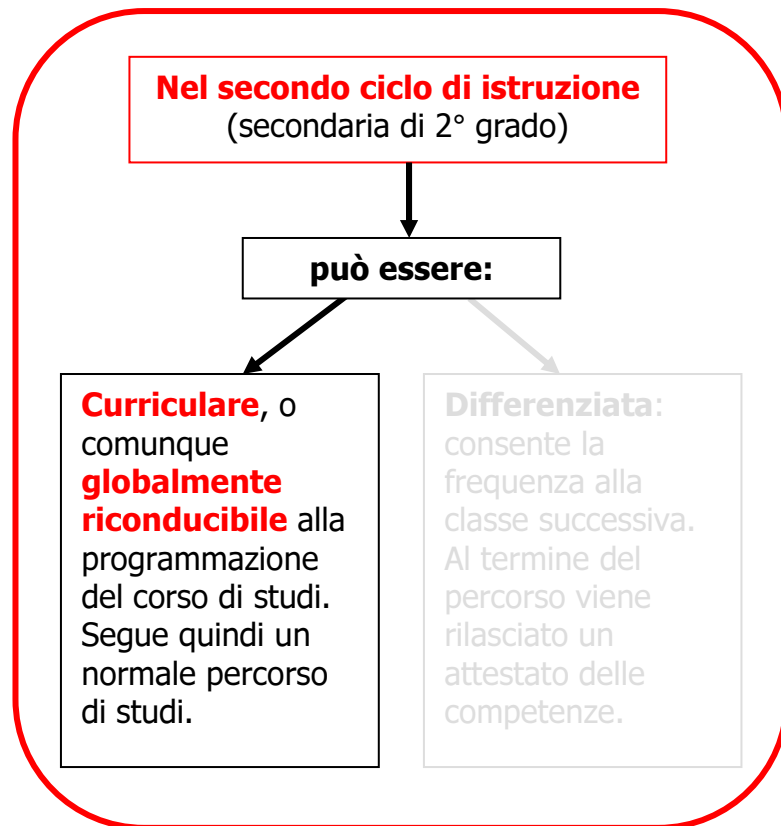 Nel secondo ciclo di istruzione
(secondaria di 2° grado)
può essere:
Curriculare, o
comunque
globalmente
riconducibile alla
programmazione
del corso di studi.
Segue quindi un
normale percorso
di studi.
Differenziata:
consente la
frequenza alla
classe successiva.
Al termine del
percorso viene
rilasciato un
attestato delle
competenze.